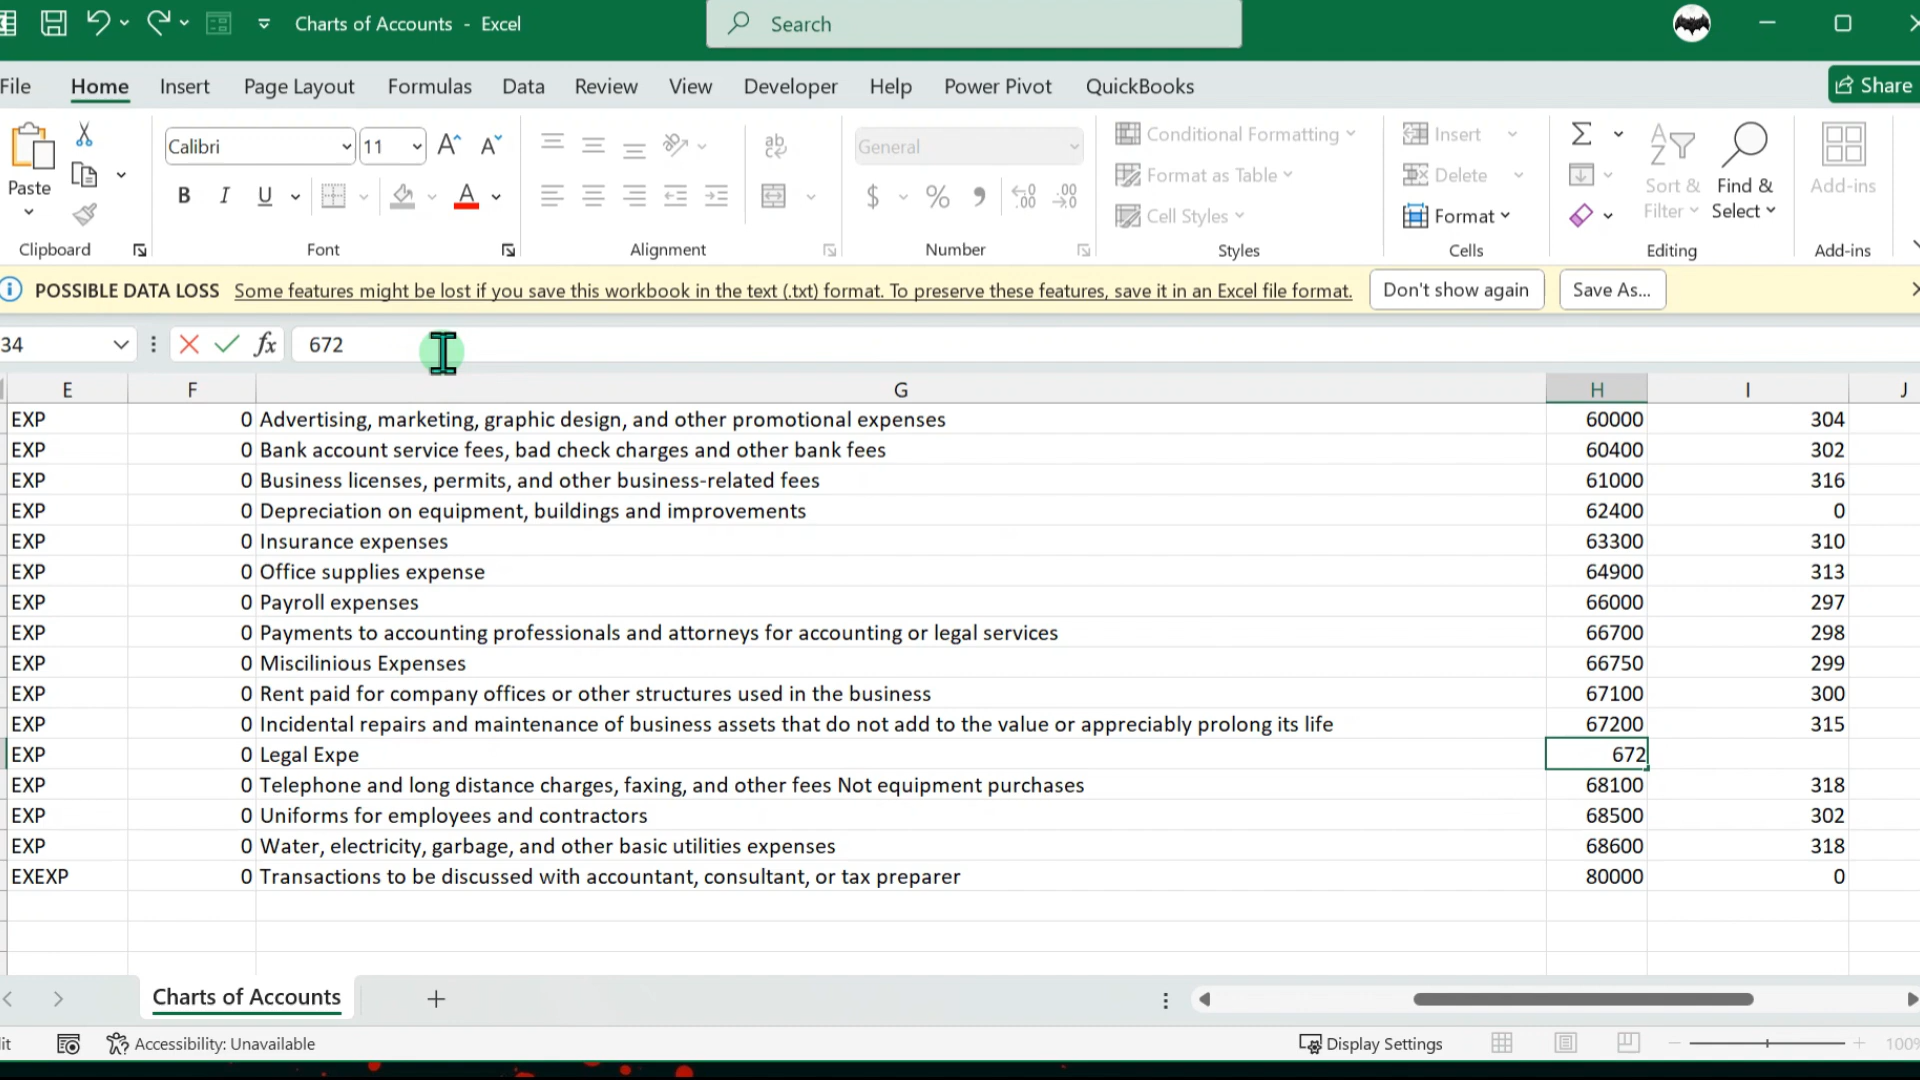 Charts of Accounts - Excel
Search
File Home Insert Page Layout Formulas Data Review View Developer Help Power Pivot QuickBooks Share
Paste
Calibri 11
General
Conditional Formatting
Format as Table
Cell Styles
Insert
Delete
Format
Sort & Filter
Find & Select
Add-ins
Clipboard Font Alignment Number Styles Cells Editing Add-ins
POSSIBLE DATA LOSS Some features might be lost if you save this workbook in the text (.txt) format. To preserve these features, save it in an Excel file format. Don't show again Save As...
34 fx 672
E F G H I J
EXP 0 Advertising, marketing, graphic design, and other promotional expenses 60000 304
EXP 0 Bank account service fees, bad check charges and other bank fees 60400 302
EXP 0 Business licenses, permits, and other business-related fees 61000 316
EXP 0 Depreciation on equipment, buildings and improvements 62400 0
EXP 0 Insurance expenses 63300 310
EXP 0 Office supplies expense 64900 313
EXP 0 Payroll expenses 66000 297
EXP 0 Payments to accounting professionals and attorneys for accounting or legal services 66700 298
EXP 0 Miscilinious Expenses 66750 299
EXP 0 Rent paid for company offices or other structures used in the business 67100 300
EXP 0 Incidental repairs and maintenance of business assets that do not add to the value or appreciably prolong its life 67200 315
EXP 0 Legal Expe 672
EXP 0 Telephone and long distance charges, faxing, and other fees Not equipment purchases 68100 318
EXP 0 Uniforms for employees and contractors 68500 302
EXP 0 Water, electricity, garbage, and other basic utilities expenses 68600 318
EXEXP 0 Transactions to be discussed with accountant, consultant, or tax preparer 80000 0
Charts of Accounts
Accessibility: Unavailable Display Settings 100%